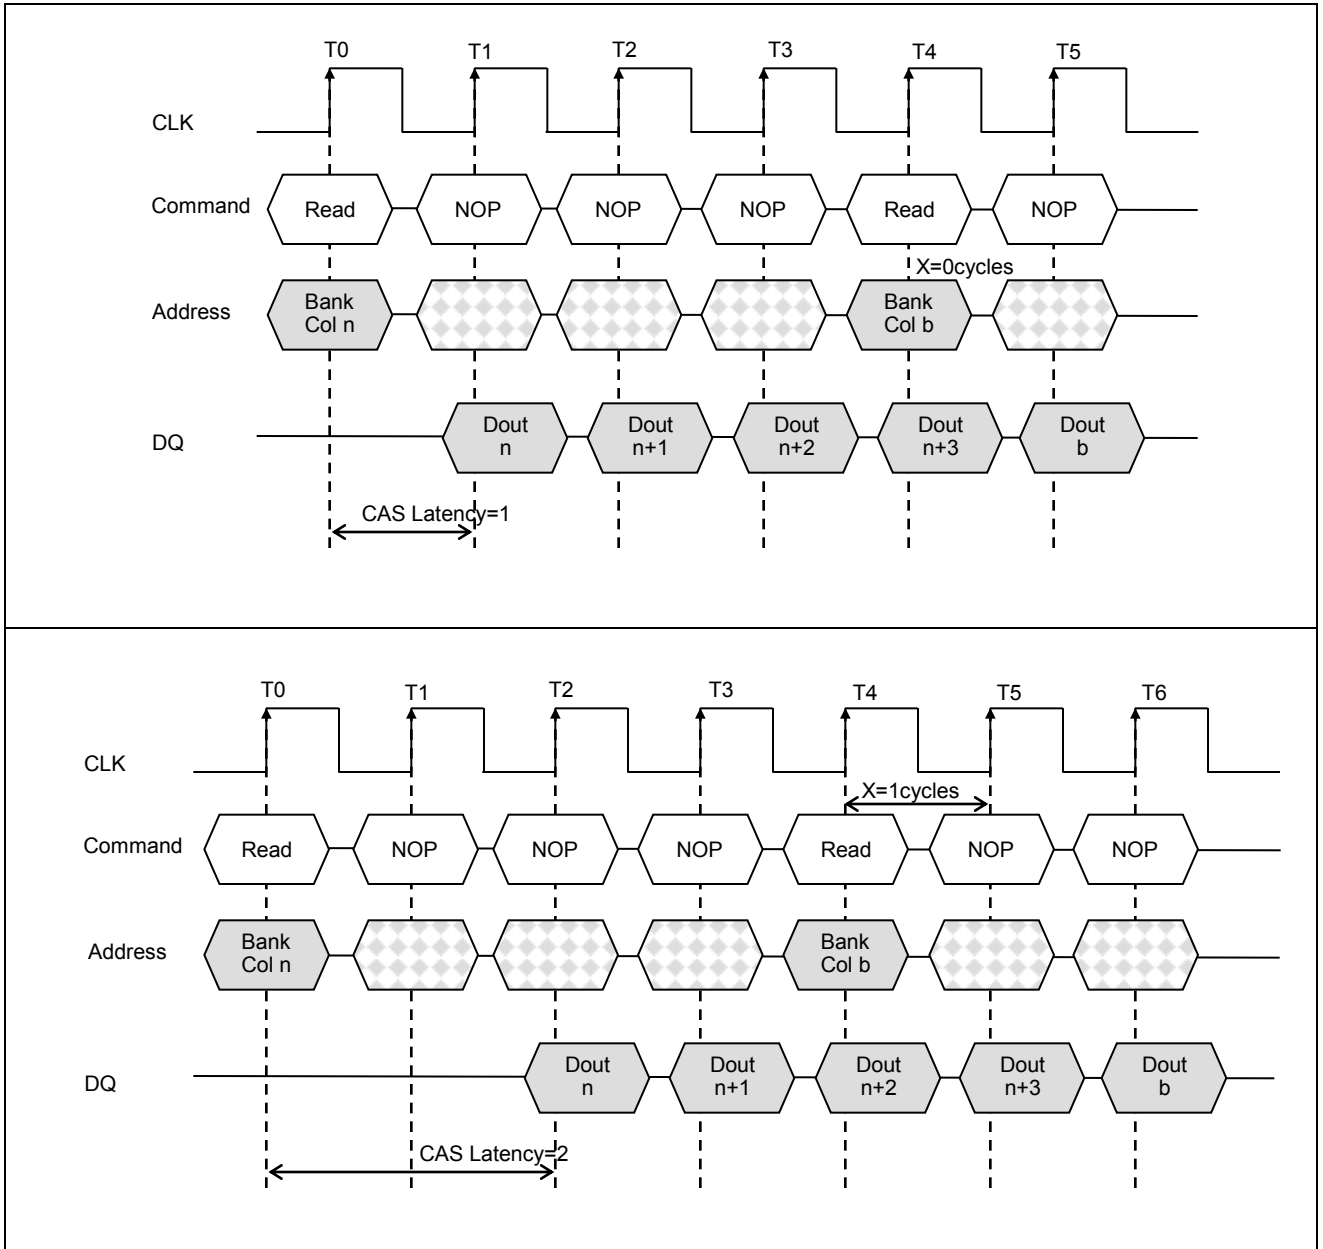 T0 T1 T2 T3 T4 T5
CLK
Command Read NOP NOP NOP Read NOP
X=0cycles
Address Bank Col n Bank Col b
DQ Dout n Dout n+1 Dout n+2 Dout n+3 Dout b
CAS Latency=1
T0 T1 T2 T3 T4 T5 T6
CLK
X=1cycles
Command Read NOP NOP NOP Read NOP NOP
Address Bank Col n Bank Col b
DQ Dout n Dout n+1 Dout n+2 Dout n+3 Dout b
CAS Latency=2